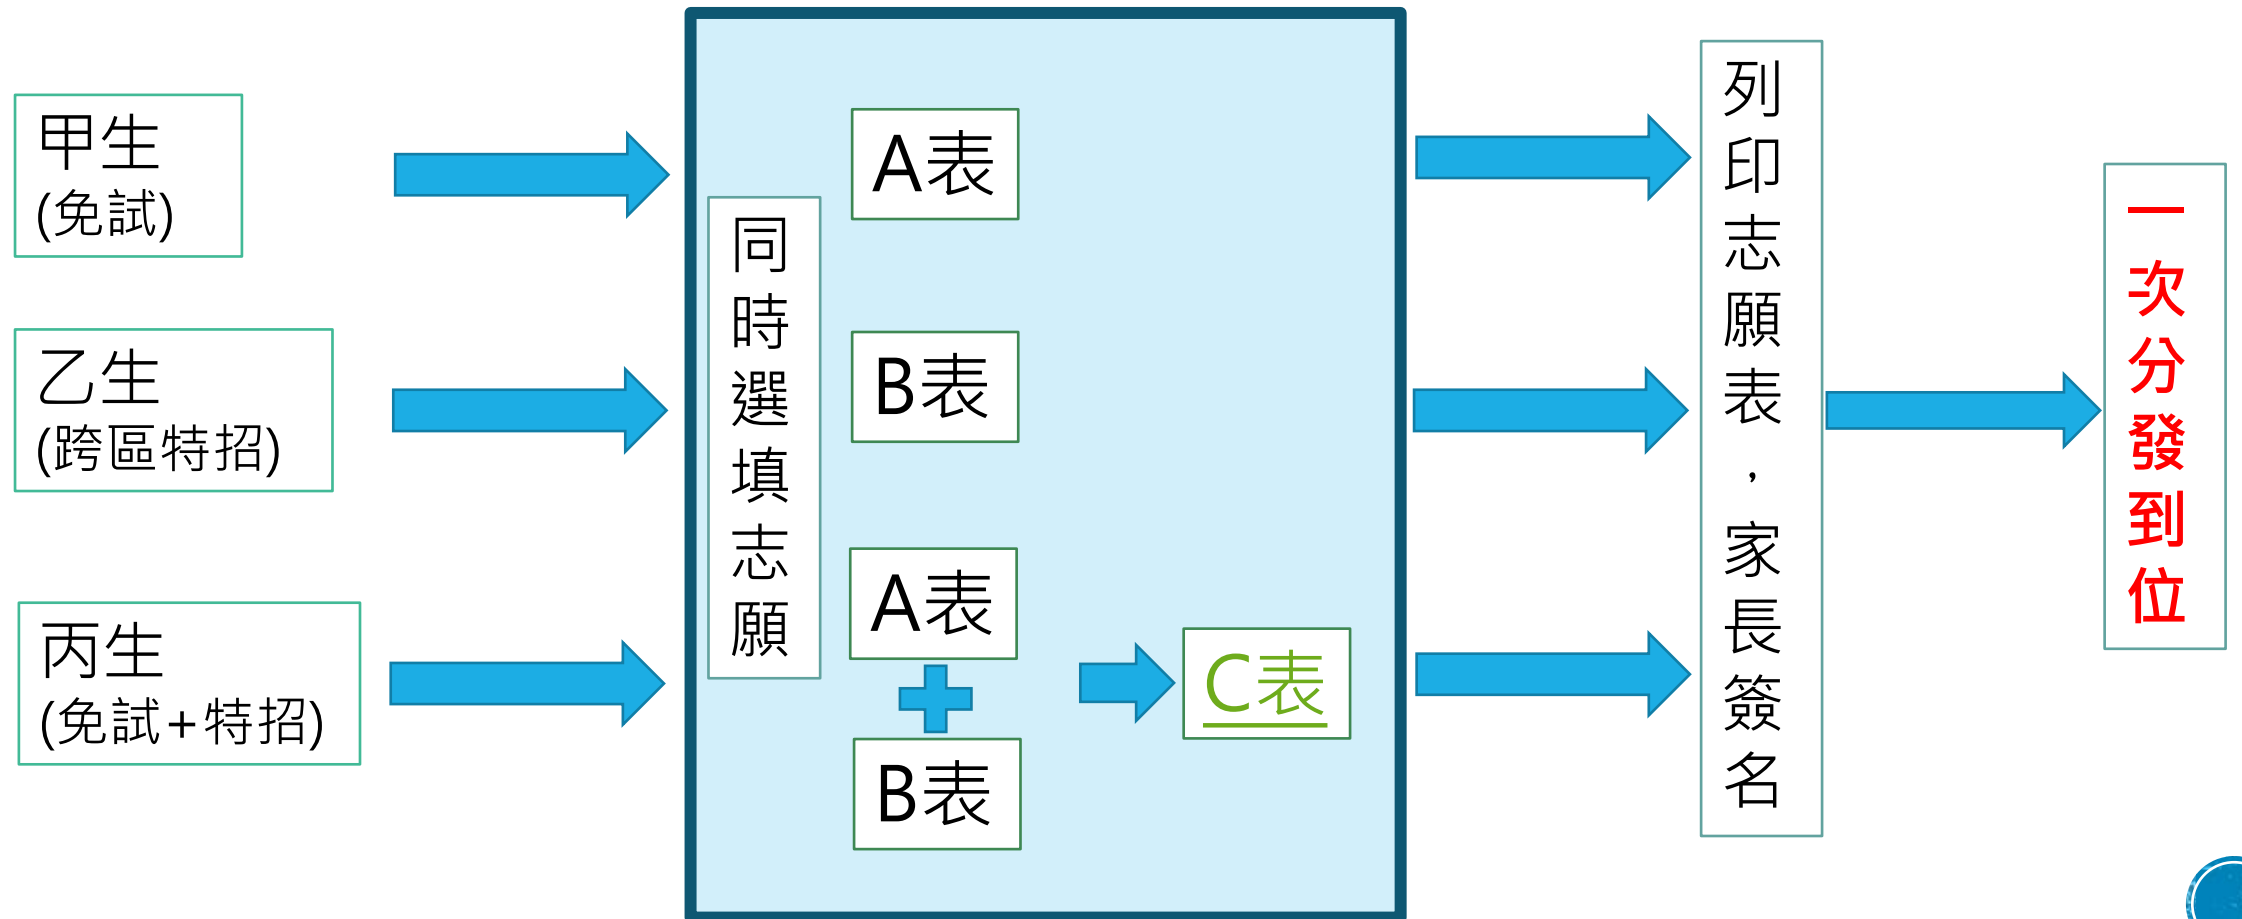 甲生
(免試)
乙生
(跨區特招)
丙生
(免試+特招)
同時選填志願
A表
B表
A表
B表
C表
列印志願表，家長簽名
一次分發到位